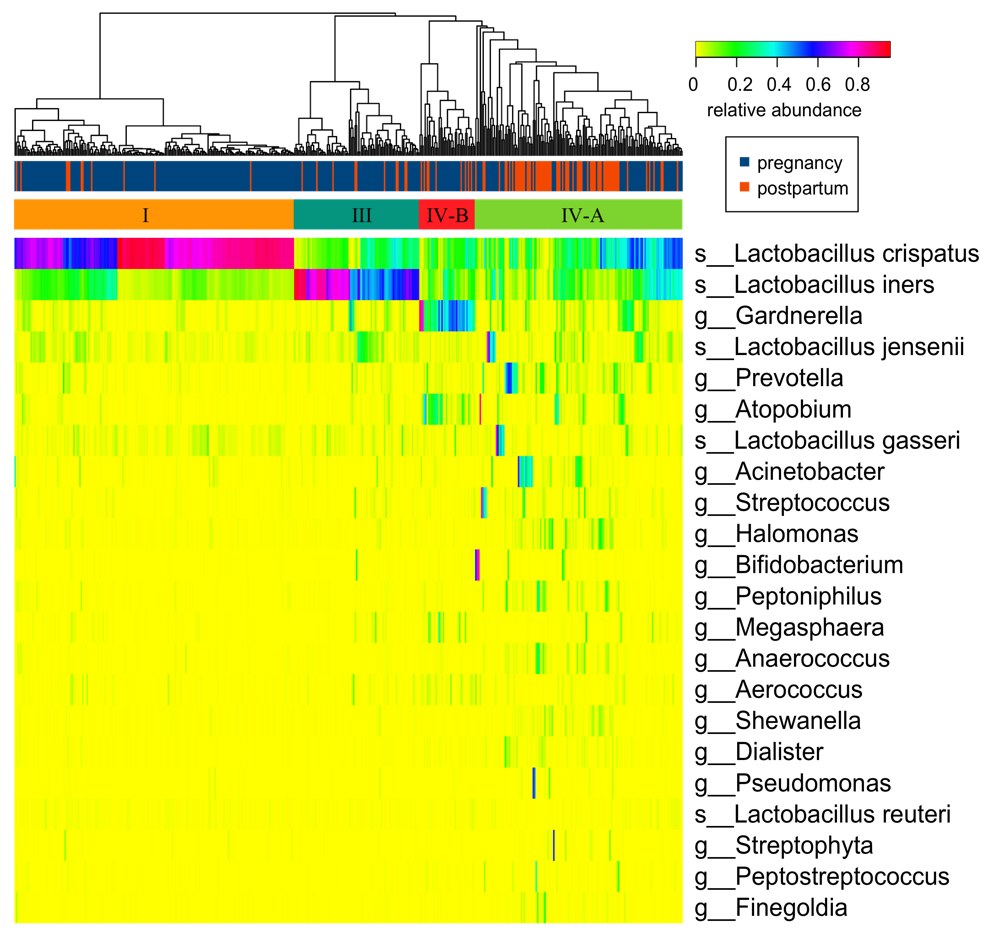 0 0.2 0.4 0.6 0.8
relative abundance
pregnancy
postpartum
I III IV-B IV-A
s__Lactobacillus crispatus
s__Lactobacillus iners
g__Gardnerella
s__Lactobacillus jensenii
g__Prevotella
g__Atopobium
s__Lactobacillus gasseri
g__Acinetobacter
g__Streptococcus
g__Halomonas
g__Bifidobacterium
g__Peptoniphilus
g__Megasphaera
g__Anaerococcus
g__Aerococcus
g__Shewanella
g__Dialister
g__Pseudomonas
s__Lactobacillus reuteri
g__Streptophyta
g__Peptostreptococcus
g__Finegoldia